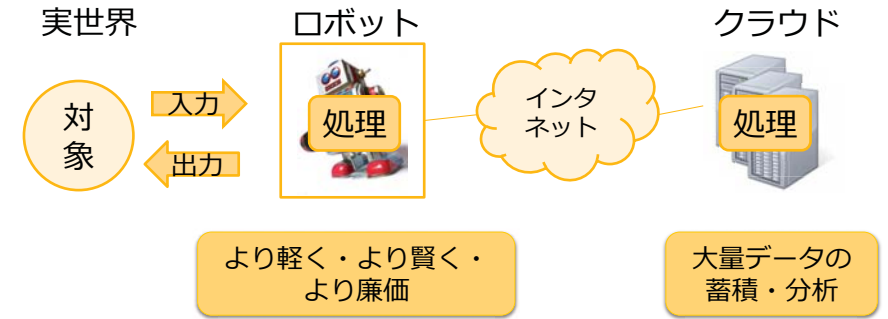 実世界
ロボット
クラウド
対
象
入力
出力
処理
インタ
ネット
処理
より軽く・より賢く・
より廉価
大量データの
蓄積・分析